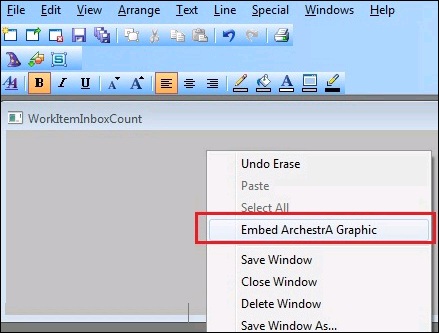 File Edit View Arrange Text Line Special Windows Help
A A
B I U A A
WorkItemInboxCount
Undo Erase
Paste
Select All
Embed ArchestrA Graphic
Save Window
Close Window
Delete Window
Save Window As...